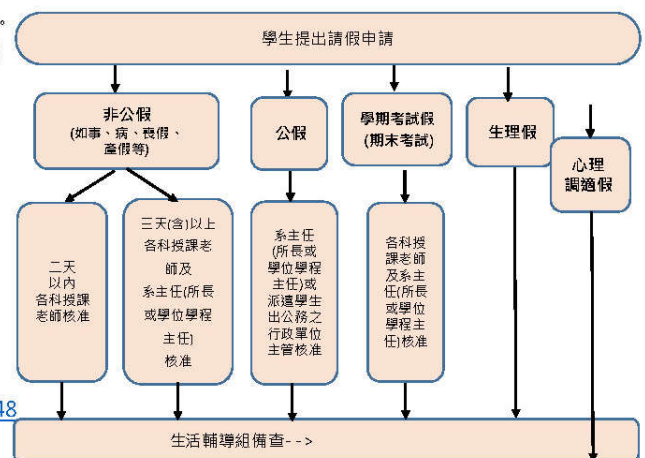 。
學生提出請假申請
非公假
(如事、病、喪假、
產假等)
公假
學期考試假
(期末考試)
生理假
心理
調適假
二天
以內
各科授課
老師核准
三天(含)以上
各科授課老
師及
系主任(所長
或學位學程
主任)
核准
系主任
(所長或
學位學程
主任)或
派遣學生
出公務之
行政單位
主管核准
各科授
課老師
及系主
任(所長
或學位
學程主
任)核准
48
生活輔導組備查-->